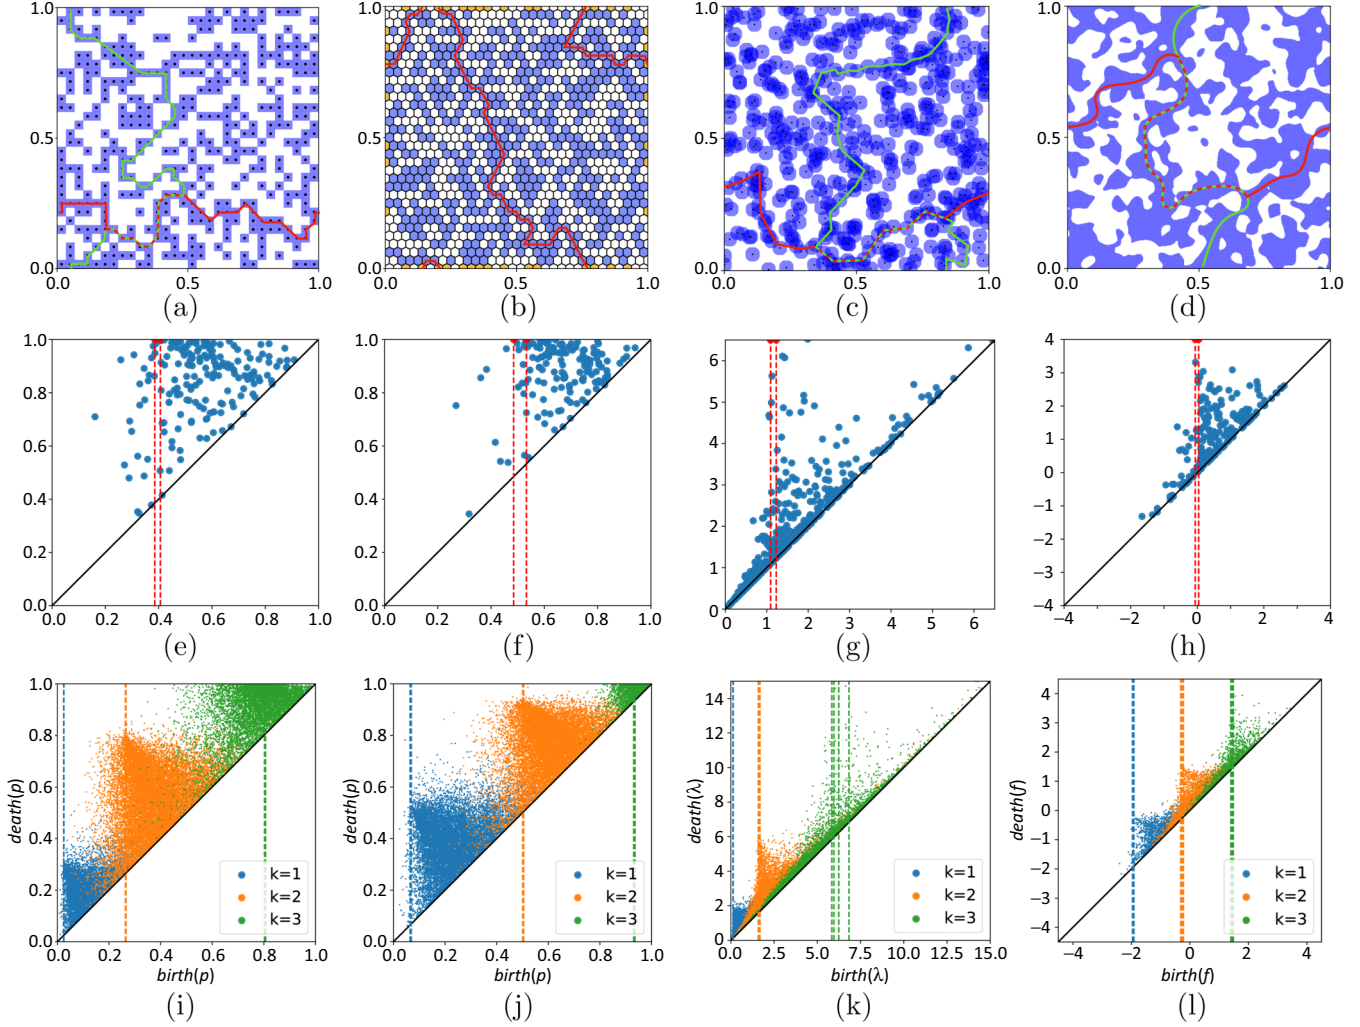 1.0
0.5
0.0
0.0 0.5 1.0
(a)
1.0
0.5
0.0
0.0 0.5 1.0
(b)
1.0
0.5
0.0
0.0 0.5 1.0
(c)
1.0
0.5
0.0
0.0 0.5 1.0
(d)
1.0
0.8
0.6
0.4
0.2
0.0
0.0 0.2 0.4 0.6 0.8 1.0
(e)
1.0
0.8
0.6
0.4
0.2
0.0
0.0 0.2 0.4 0.6 0.8 1.0
(f)
6
5
4
3
2
1
0
0 1 2 3 4 5 6
(g)
4
3
2
1
0
−1
−2
−3
−4
−4 −2 0 2 4
(h)
1.0
0.8
0.6
0.4
0.2
0.0
death(p)
k=1
k=2
k=3
0.0 0.2 0.4 0.6 0.8 1.0
birth(p)
(i)
1.0
0.8
0.6
0.4
0.2
0.0
death(p)
k=1
k=2
k=3
0.0 0.2 0.4 0.6 0.8 1.0
birth(p)
(j)
14
12
10
8
6
4
2
0
death(λ)
k=1
k=2
k=3
0.0 2.5 5.0 7.5 10.0 12.5 15.0
birth(λ)
(k)
4
3
2
1
0
−1
−2
−3
−4
death(f)
k=1
k=2
k=3
−4 −2 0 2 4
birth(f)
(l)